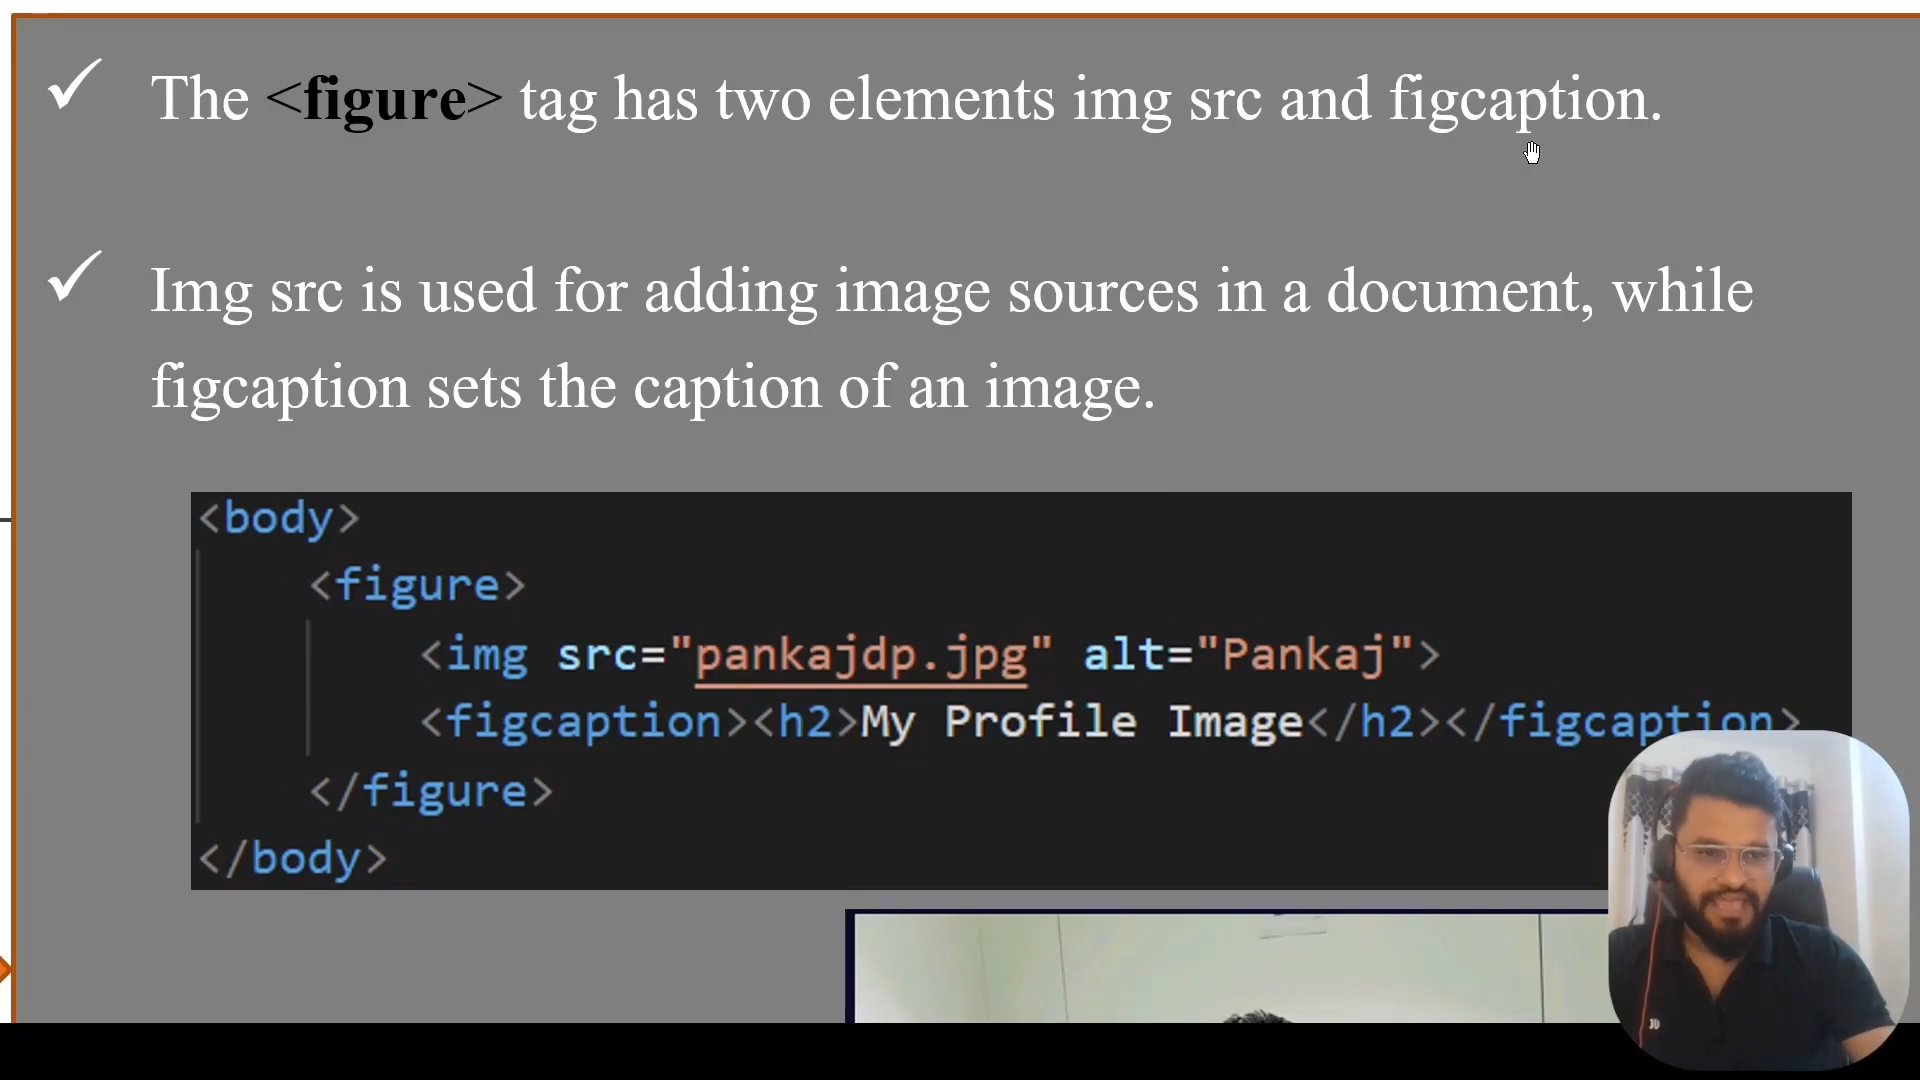 The <figure> tag has two elements img src and figcaption.
Img src is used for adding image sources in a document, while
figcaption sets the caption of an image.
<body>
<figure>
<img src="pankajdp.jpg" alt="Pankaj">
<figcaption><h2>My Profile Image</h2></figcaption>
</figure>
</body>
JD